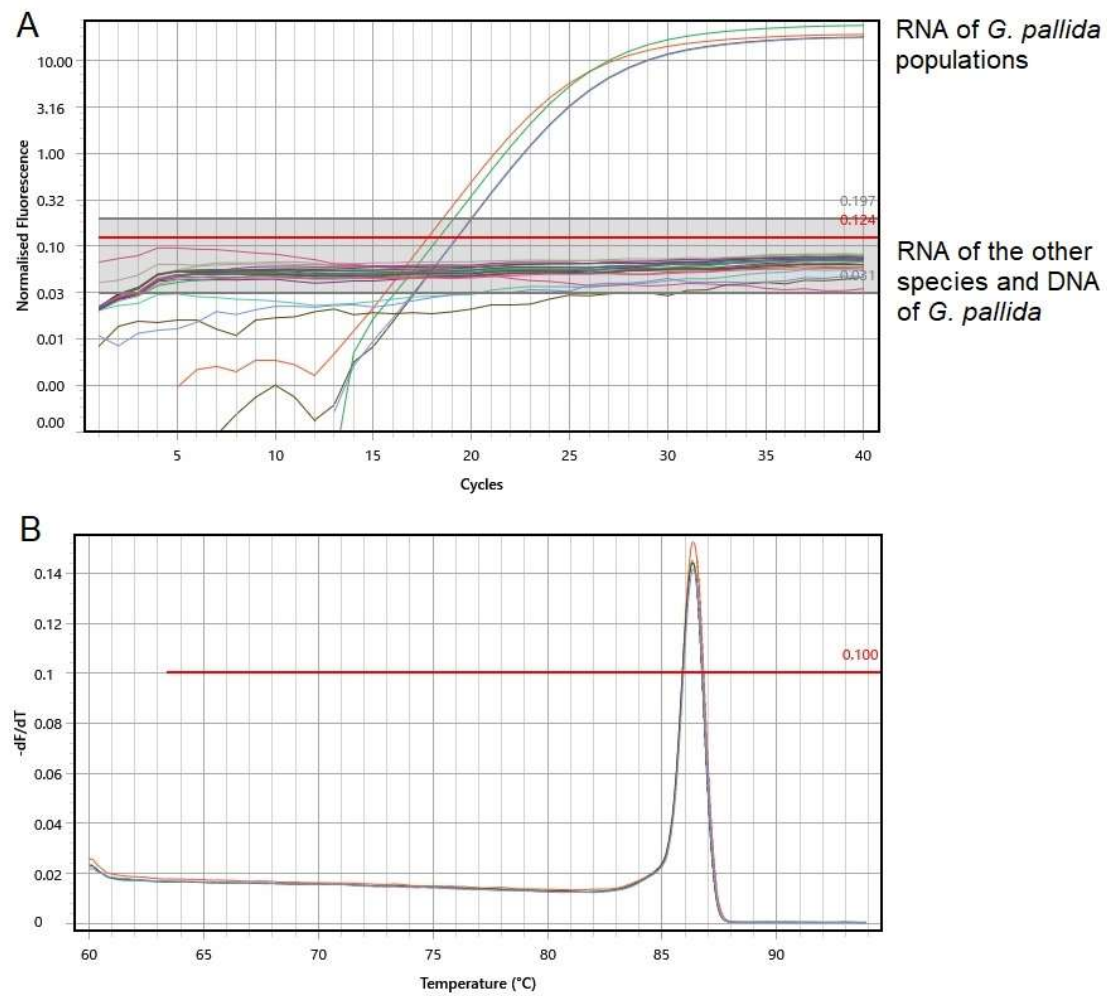 A
RNA of G. pallida
populations
Normalised Fluorescence
10.00
3.16
1.00
0.32
0.10
0.03
0.01
0.00
0.00
0.197
0.124
0.031
RNA of the other
species and DNA
of G. pallida
5 10 15 20 25 30 35 40
Cycles
B
-dF/dT
0.14
0.12
0.1
0.08
0.06
0.04
0.02
0
0.100
60 65 70 75 80 85 90
Temperature (°C)